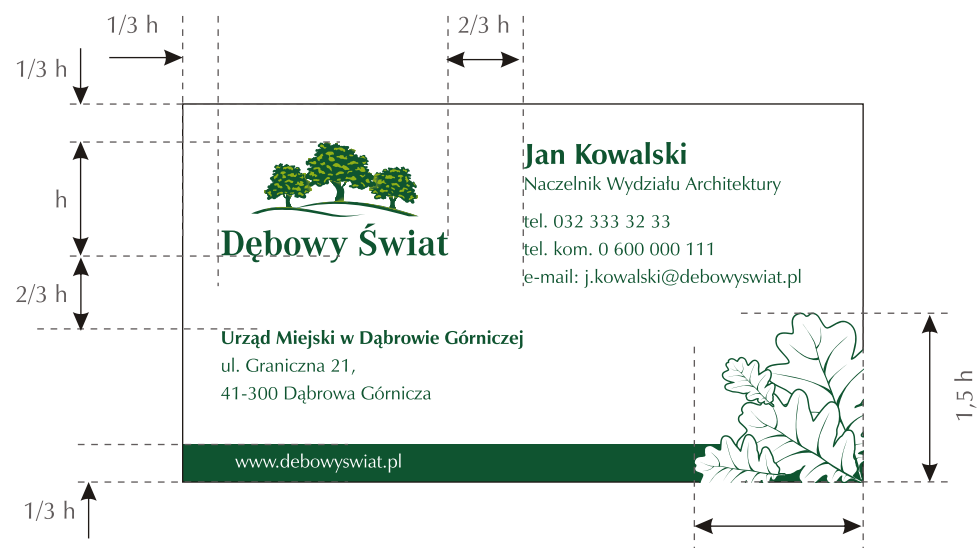 1/3 h
2/3 h
1/3 h
h
2/3 h
Dębowy Świat
Jan Kowalski
Naczelnik Wydziału Architektury
tel. 032 333 32 33
tel. kom. 0 600 000 111
e-mail: j.kowalski@debowyswiat.pl
Urząd Miejski w Dąbrowie Górniczej
ul. Graniczna 21,
41-300 Dąbrowa Górnicza
1,5 h
www.debowyswiat.pl
1/3 h